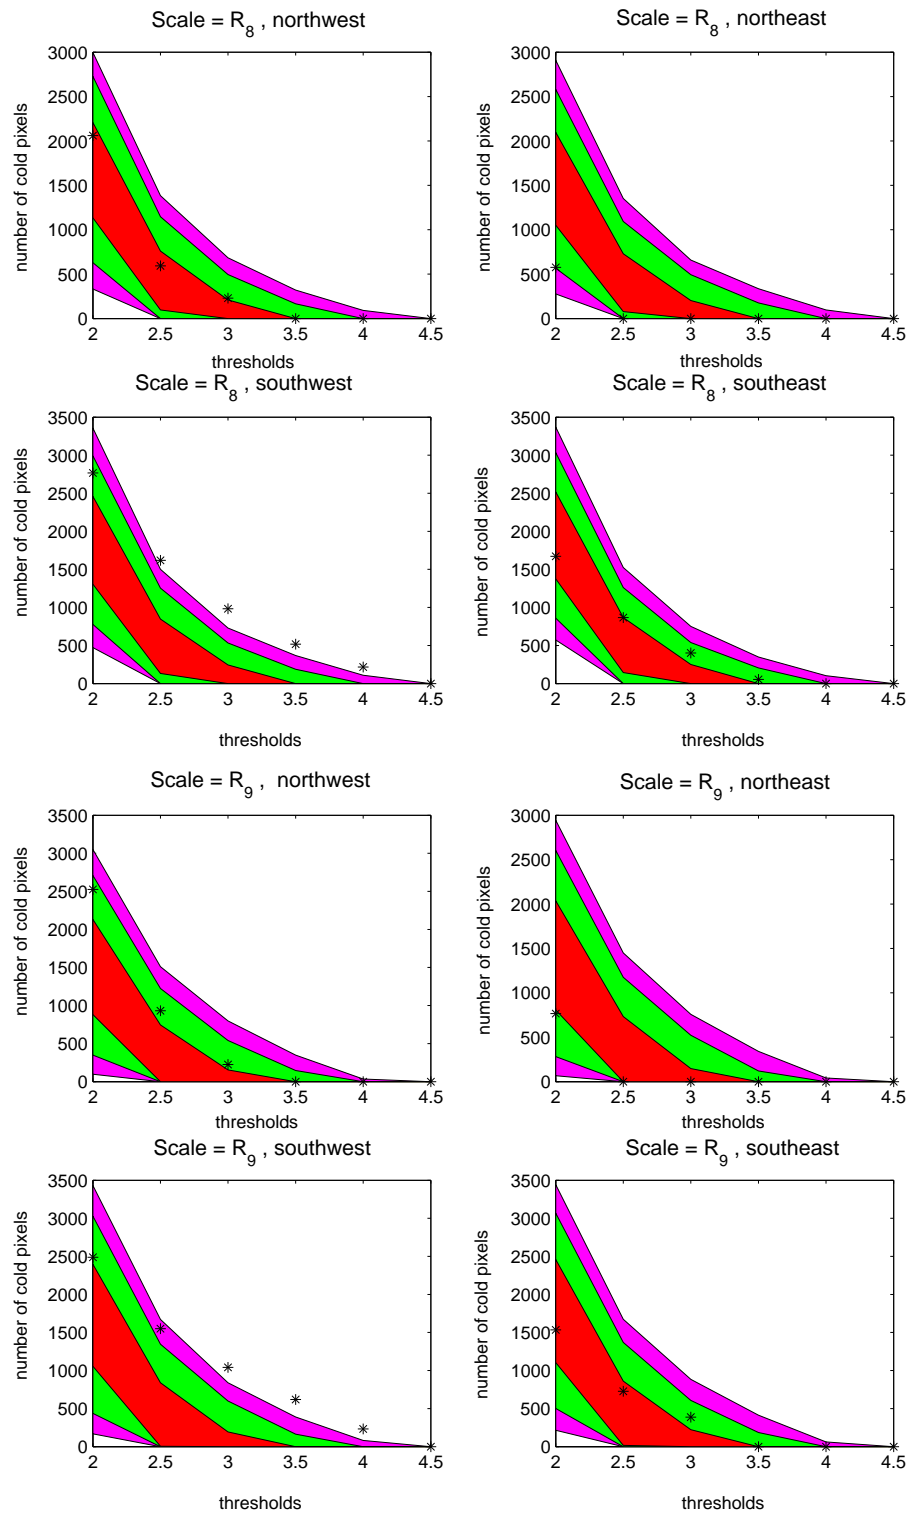 Scale = R_8 , northwest
number of cold pixels
3000
2500
2000
1500
1000
500
0
2 2.5 3 3.5 4 4.5
thresholds
Scale = R_8 , northeast
number of cold pixels
3000
2500
2000
1500
1000
500
0
2 2.5 3 3.5 4 4.5
thresholds
Scale = R_8 , southwest
number of cold pixels
3500
3000
2500
2000
1500
1000
500
0
2 2.5 3 3.5 4 4.5
thresholds
Scale = R_8 , southeast
number of cold pixels
3500
3000
2500
2000
1500
1000
500
0
2 2.5 3 3.5 4 4.5
thresholds
Scale = R_9 , northwest
number of cold pixels
3500
3000
2500
2000
1500
1000
500
0
2 2.5 3 3.5 4 4.5
thresholds
Scale = R_9 , northeast
number of cold pixels
3000
2500
2000
1500
1000
500
0
2 2.5 3 3.5 4 4.5
thresholds
Scale = R_9 , southwest
number of cold pixels
3500
3000
2500
2000
1500
1000
500
0
2 2.5 3 3.5 4 4.5
thresholds
Scale = R_9 , southeast
number of cold pixels
3500
3000
2500
2000
1500
1000
500
0
2 2.5 3 3.5 4 4.5
thresholds